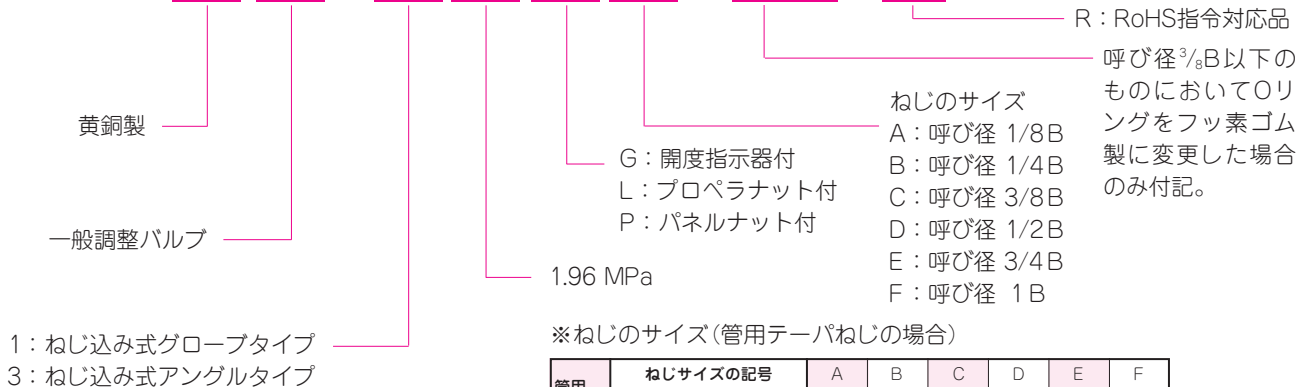 R：RoHS指令対応品
呼び径3/8B以下の
ものにおいてOリ
ングをフッ素ゴム
製に変更した場合
のみ付記。
ねじのサイズ
A：呼び径 1/8B
B：呼び径 1/4B
C：呼び径 3/8B
D：呼び径 1/2B
E：呼び径 3/4B
F：呼び径 1B
G：開度指示器付
L：プロペラナット付
P：パネルナット付
1.96 MPa
黄銅製
一般調整バルブ
1：ねじ込み式グローブタイプ
3：ねじ込み式アングルタイプ
※ねじのサイズ（管用テーパねじの場合）
管用 ねじサイズの記号 A B C D E F